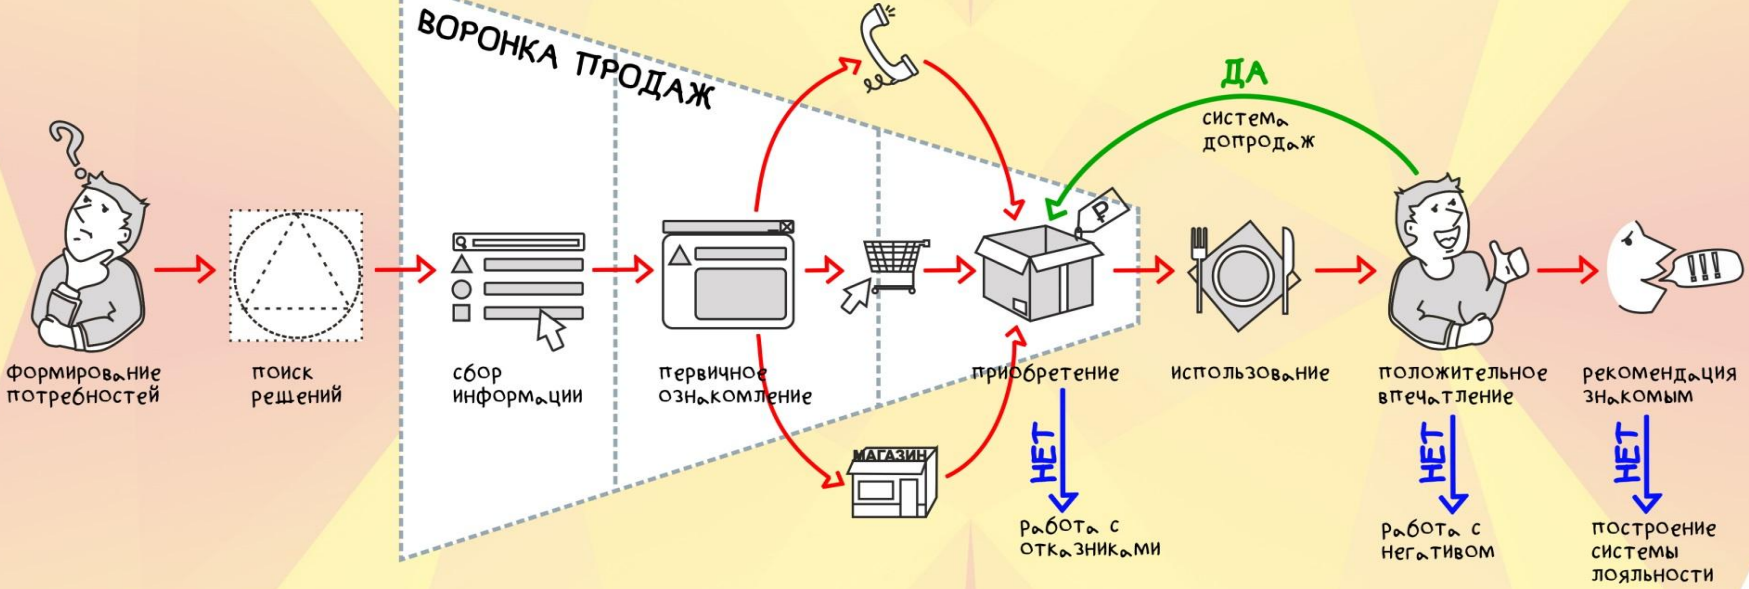 ВОРОНКА ПРОДАЖ
ДА
система
допродаж
₽
!!!
формирование
потребностей
поиск
решений
сбор
информации
первичное
ознакомление
приобретение
использование
положительное
впечатление
рекомендация
знакомым
МАГАЗИН
НЕТ
НЕТ
НЕТ
работа с
отказниками
работа с
негативом
построение
системы
лояльности